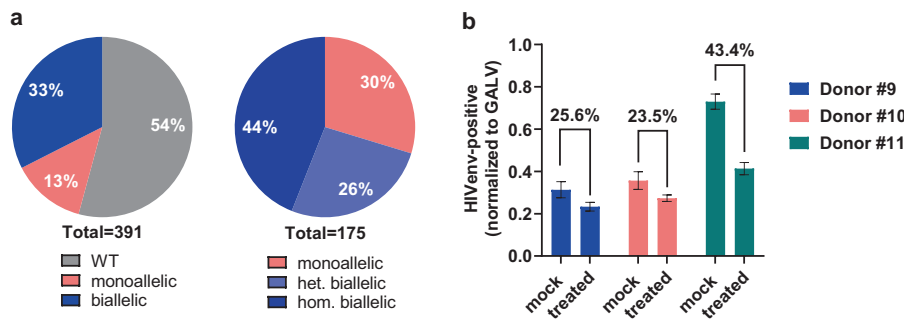 a
33%
54%
13%
Total=391
WT
monoallelic
biallelic
30%
44%
26%
Total=175
monoallelic
het. biallelic
hom. biallelic
b
HIVenv-positive
(normalized to GALV)
1.0
0.8
0.6
0.4
0.2
0.0
25.6%
23.5%
43.4%
mock
treated
mock
treated
mock
treated
Donor #9
Donor #10
Donor #11